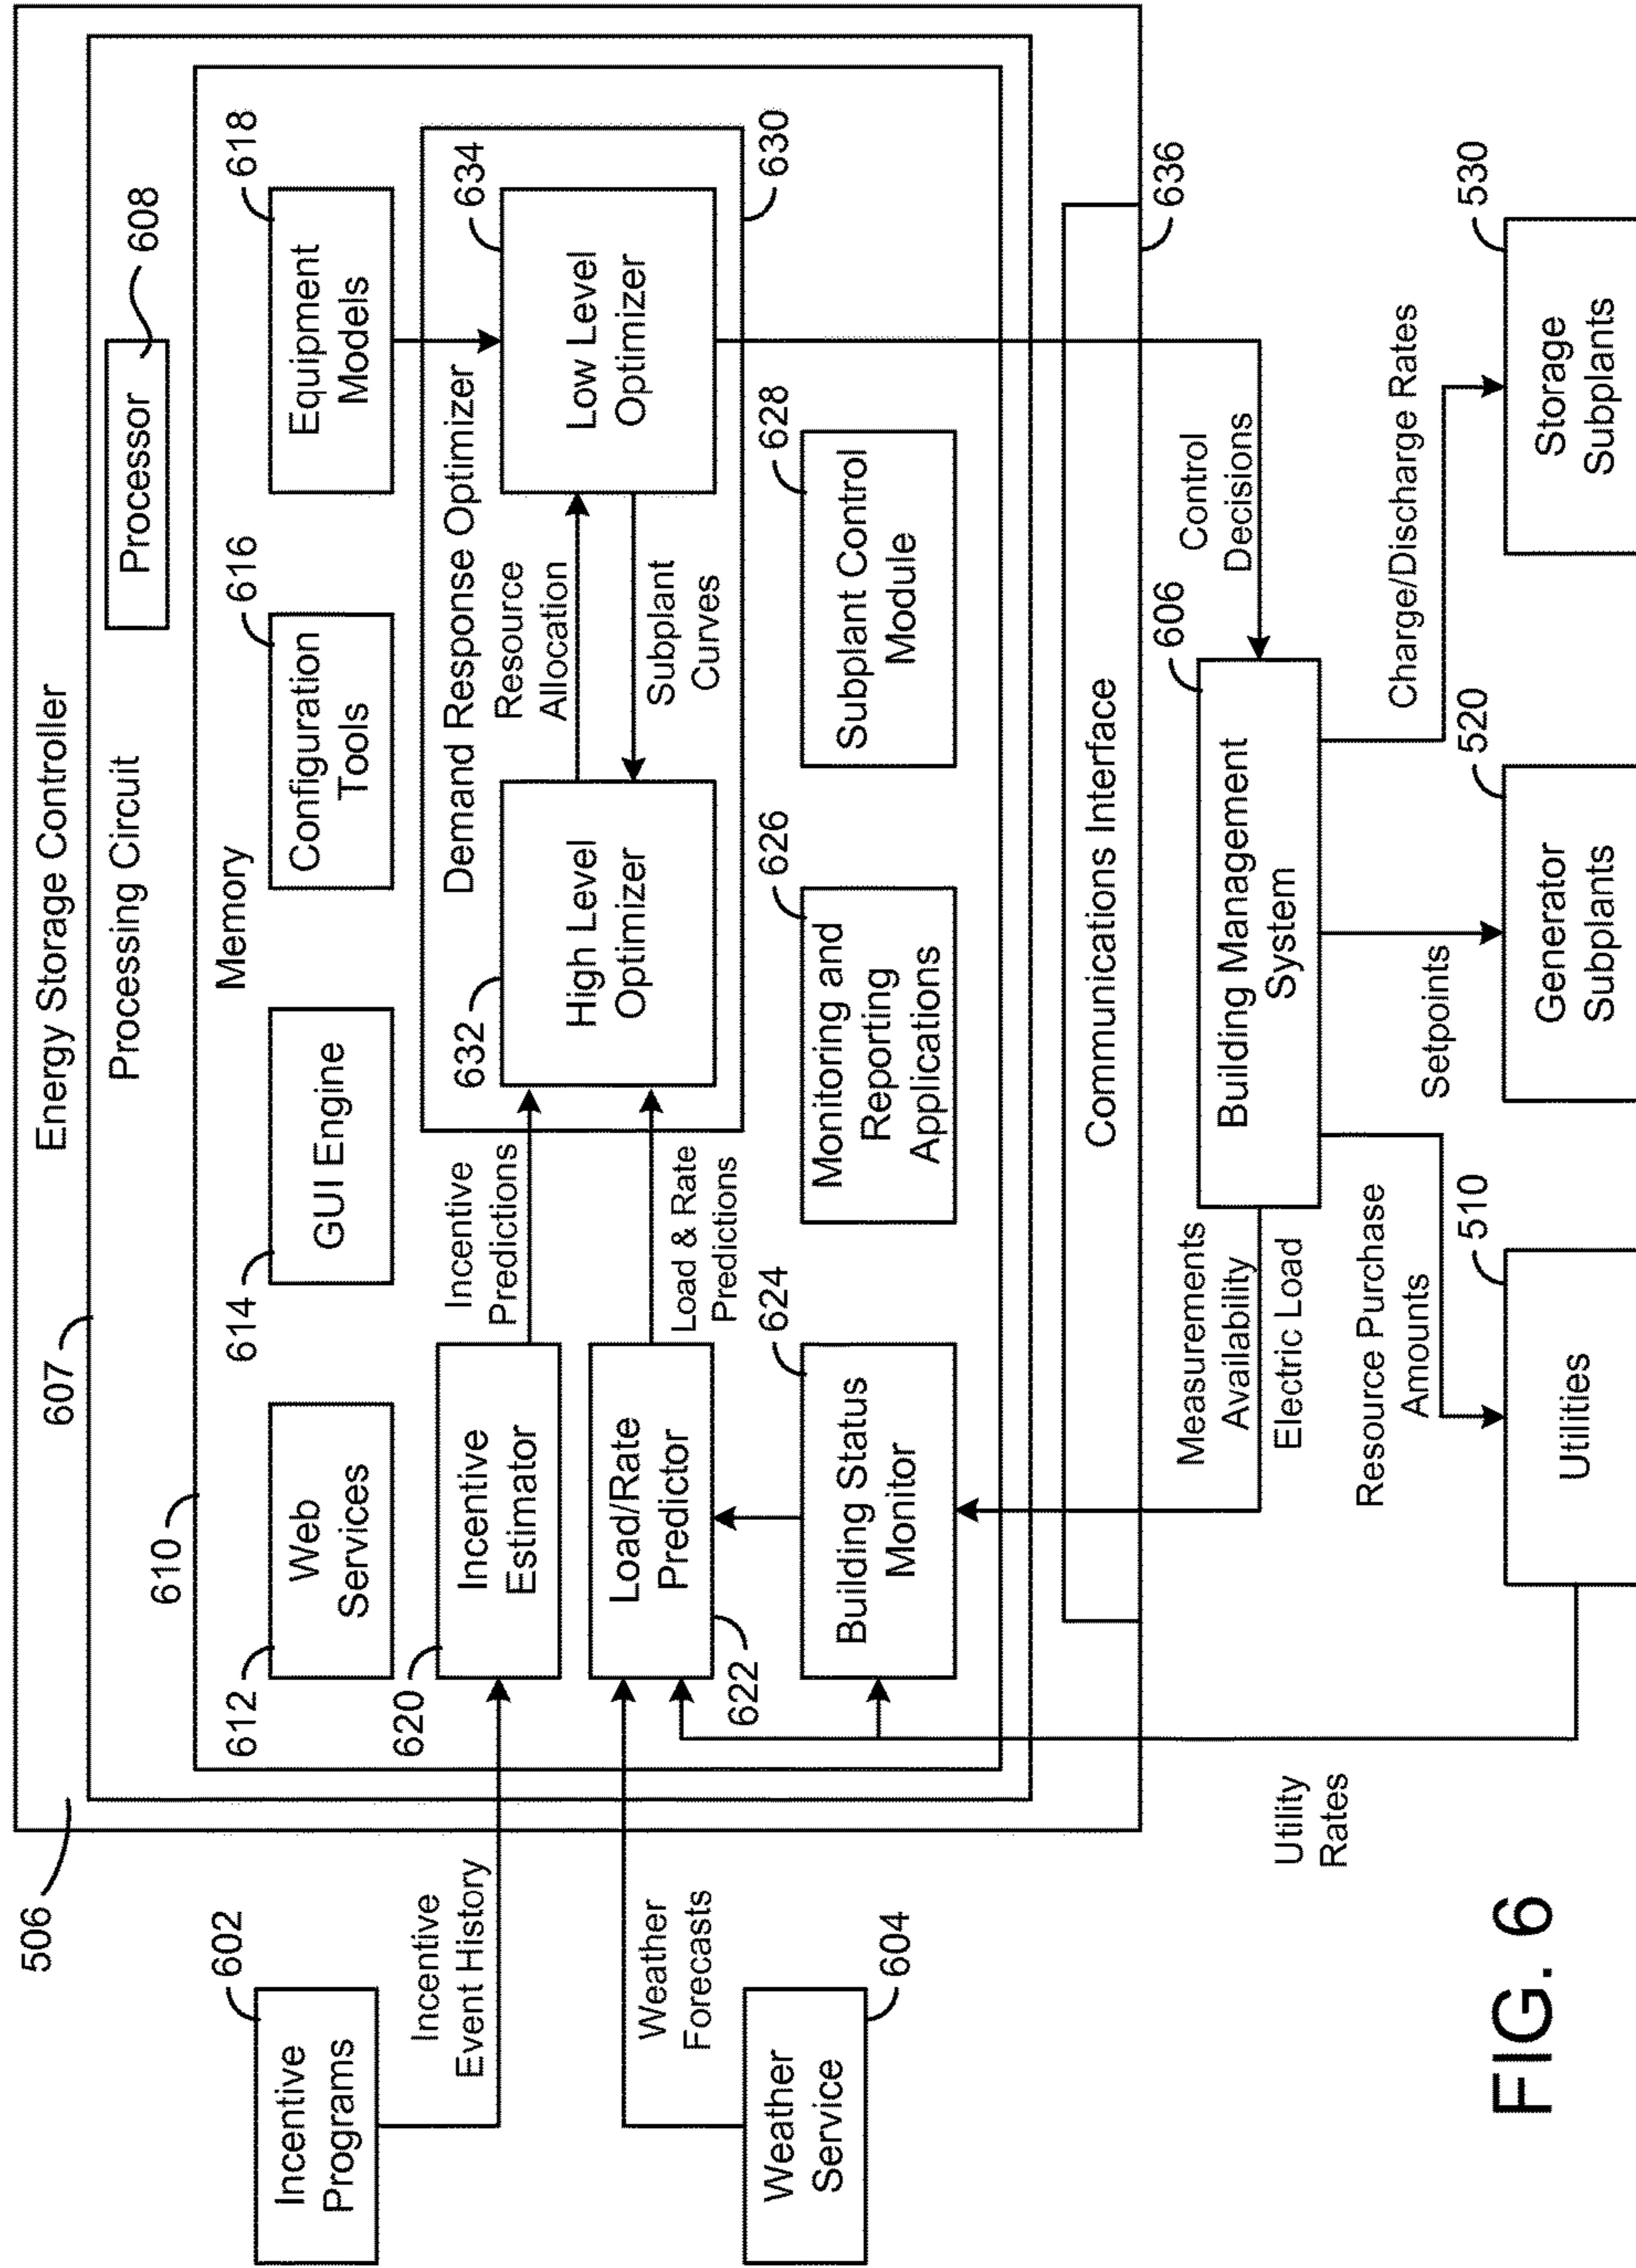 506
Energy Storage Controller
607
Processing Circuit
Processor
608
610
Memory
612
Web
Services
614
GUI Engine
616
Configuration
Tools
618
Equipment
Models
602
Incentive
Programs
Incentive
Event History
620
Incentive
Estimator
Incentive
Predictions
Demand Response Optimizer
632
High Level
Optimizer
Resource
Allocation
Subplant
Curves
634
Low Level
Optimizer
630
Weather
Forecasts
604
Weather
Service
622
Load/Rate
Predictor
Load & Rate
Predictions
624
Building Status
Monitor
626
Monitoring and
Reporting
Applications
628
Subplant Control
Module
Communications Interface
636
Measurements
Availability
Electric Load
606
Building Management
System
Control
Decisions
Utility
Rates
Resource Purchase
Amounts
Setpoints
Charge/Discharge Rates
510
Utilities
520
Generator
Subplants
530
Storage
Subplants
FIG. 6